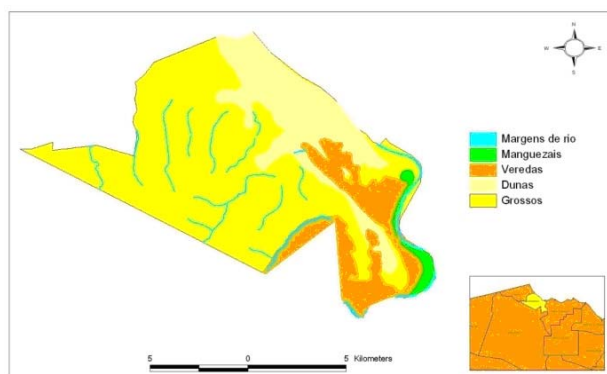 N
W E
S
Margens de rio
Manguezais
Veredas
Dunas
Grossos
5 0 5 Kilometers